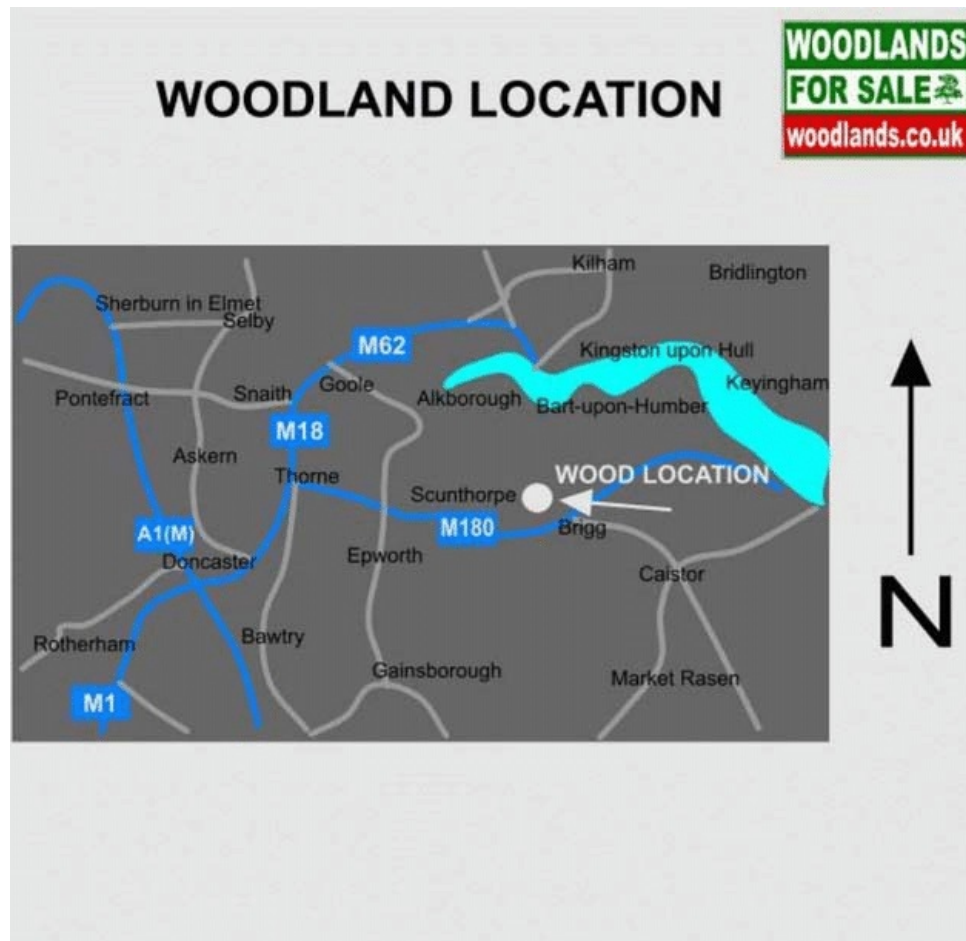 WOODLANDS
FOR SALE
woodlands.co.uk
WOODLAND LOCATION
Kilham
Bridlington
Sherburn in Elmet
Selby
M62
Kingston upon Hull
Goole
Keyingham
Snaith
Pontefract
Alkborough
Bart-upon-Humber
M18
Askern
Thorne
WOOD LOCATION
Scunthorpe
M180
Brigg
A1(M)
Doncaster
Epworth
Caistor
Rotherham
Bawtry
Gainsborough
Market Rasen
M1
N